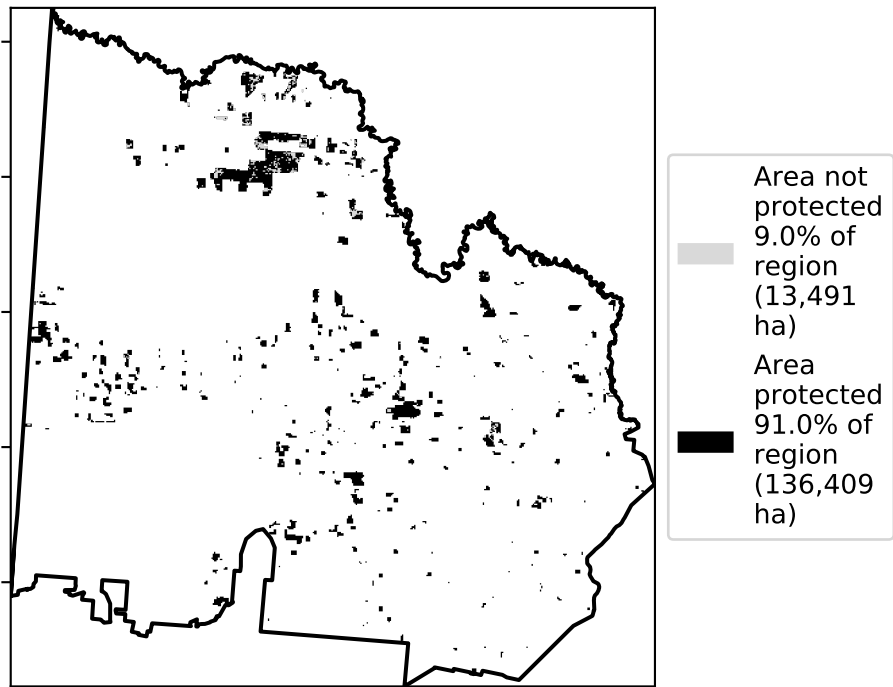 Area not
protected
9.0% of
region
(13,491
ha)
Area
protected
91.0% of
region
(136,409
ha)